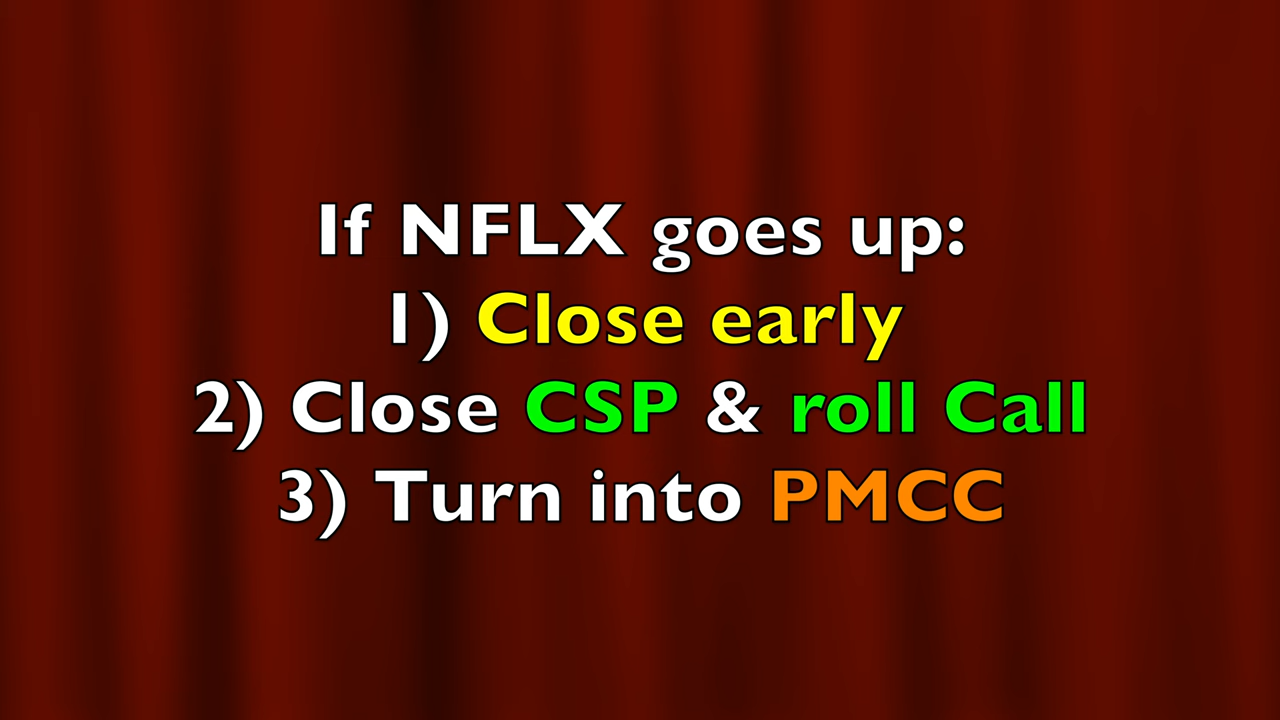 If NFLX goes up:
1) Close early
2) Close CSP & roll Call
3) Turn into PMCC